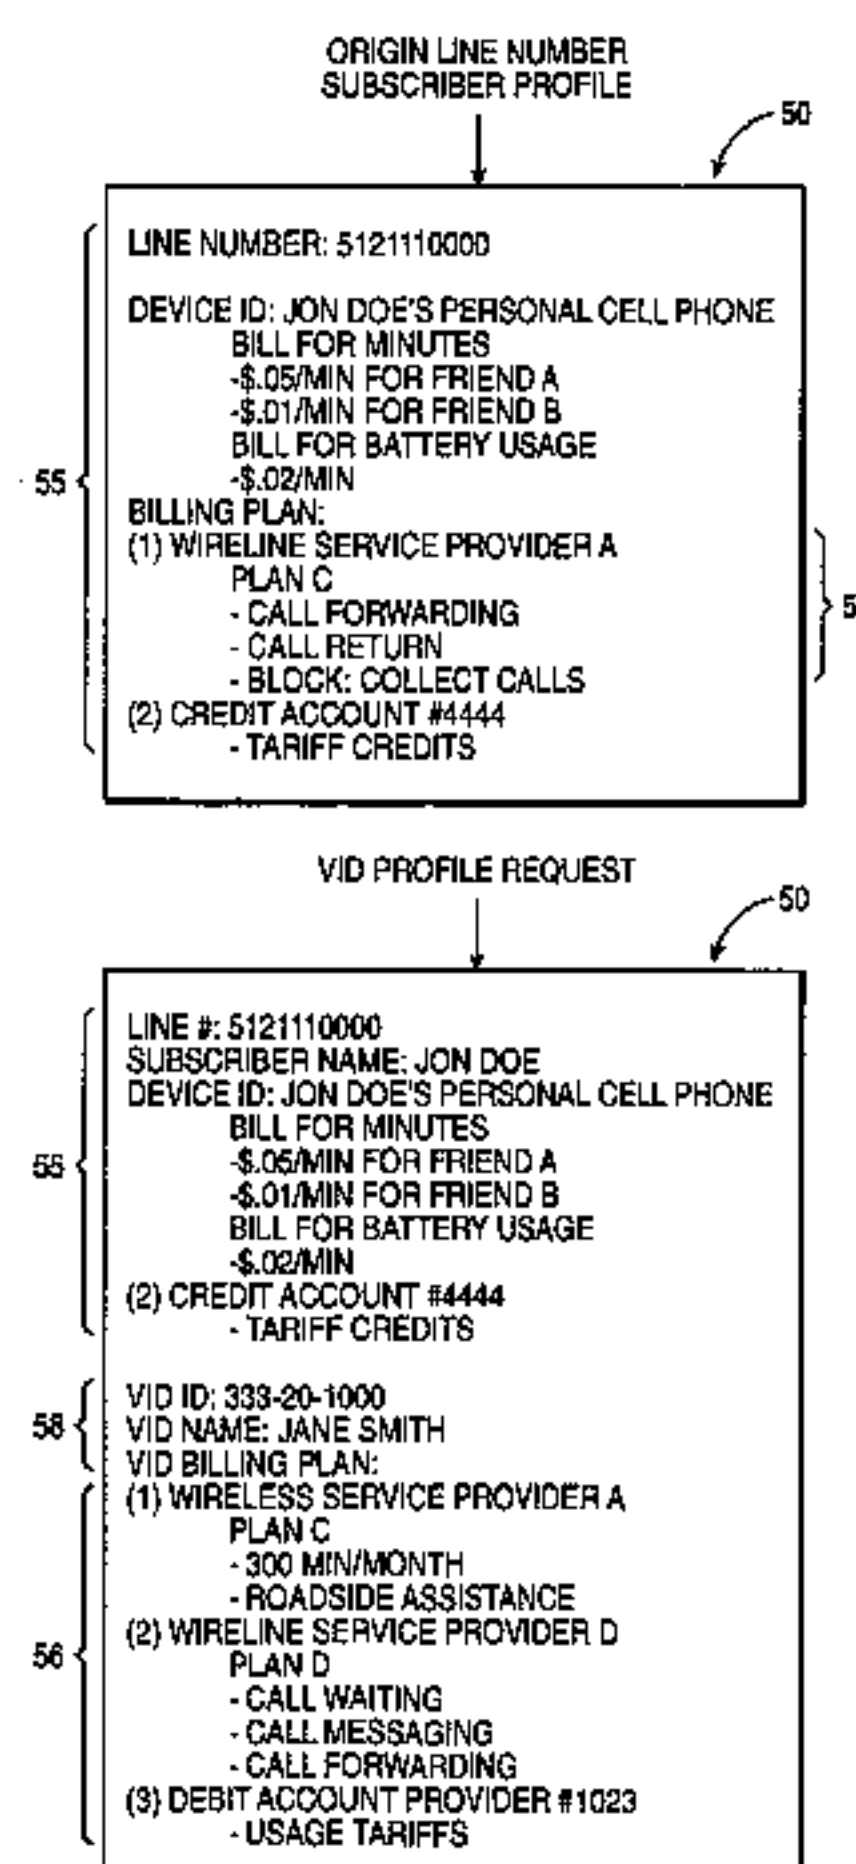 ORIGIN LINE NUMBER
SUBSCRIBER PROFILE
50
LINE NUMBER: 5121110000
DEVICE ID: JON DOE'S PERSONAL CELL PHONE
BILL FOR MINUTES
-$.05/MIN FOR FRIEND A
-$.01/MIN FOR FRIEND B
BILL FOR BATTERY USAGE
-$.02/MIN
55
BILLING PLAN:
(1) WIRELINE SERVICE PROVIDER A
PLAN C
- CALL FORWARDING
5
- CALL RETURN
- BLOCK: COLLECT CALLS
(2) CREDIT ACCOUNT #4444
- TARIFF CREDITS
VID PROFILE REQUEST
50
LINE #: 5121110000
SUBSCRIBER NAME: JON DOE
DEVICE ID: JON DOE'S PERSONAL CELL PHONE
BILL FOR MINUTES
-$.05/MIN FOR FRIEND A
55
-$.01/MIN FOR FRIEND B
BILL FOR BATTERY USAGE
-$.02/MIN
(2) CREDIT ACCOUNT #4444
- TARIFF CREDITS
VID ID: 333-20-1000
58
VID NAME: JANE SMITH
VID BILLING PLAN:
(1) WIRELESS SERVICE PROVIDER A
PLAN C
- 300 MIN/MONTH
- ROADSIDE ASSISTANCE
(2) WIRELINE SERVICE PROVIDER D
56
PLAN D
- CALL WAITING
- CALL MESSAGING
- CALL FORWARDING
(3) DEBIT ACCOUNT PROVIDER #1023
- USAGE TARIFFS